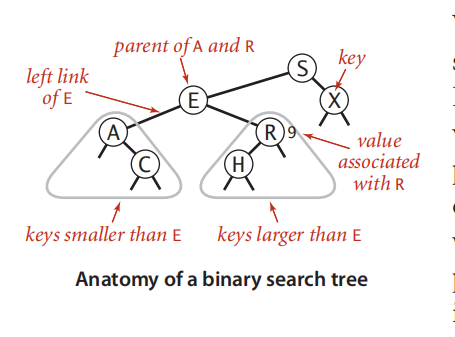 parent of A and R
key
left link
of E
S
E
X
A
R 9
C
H
value
associated
with R
keys smaller than E
keys larger than E
Anatomy of a binary search tree